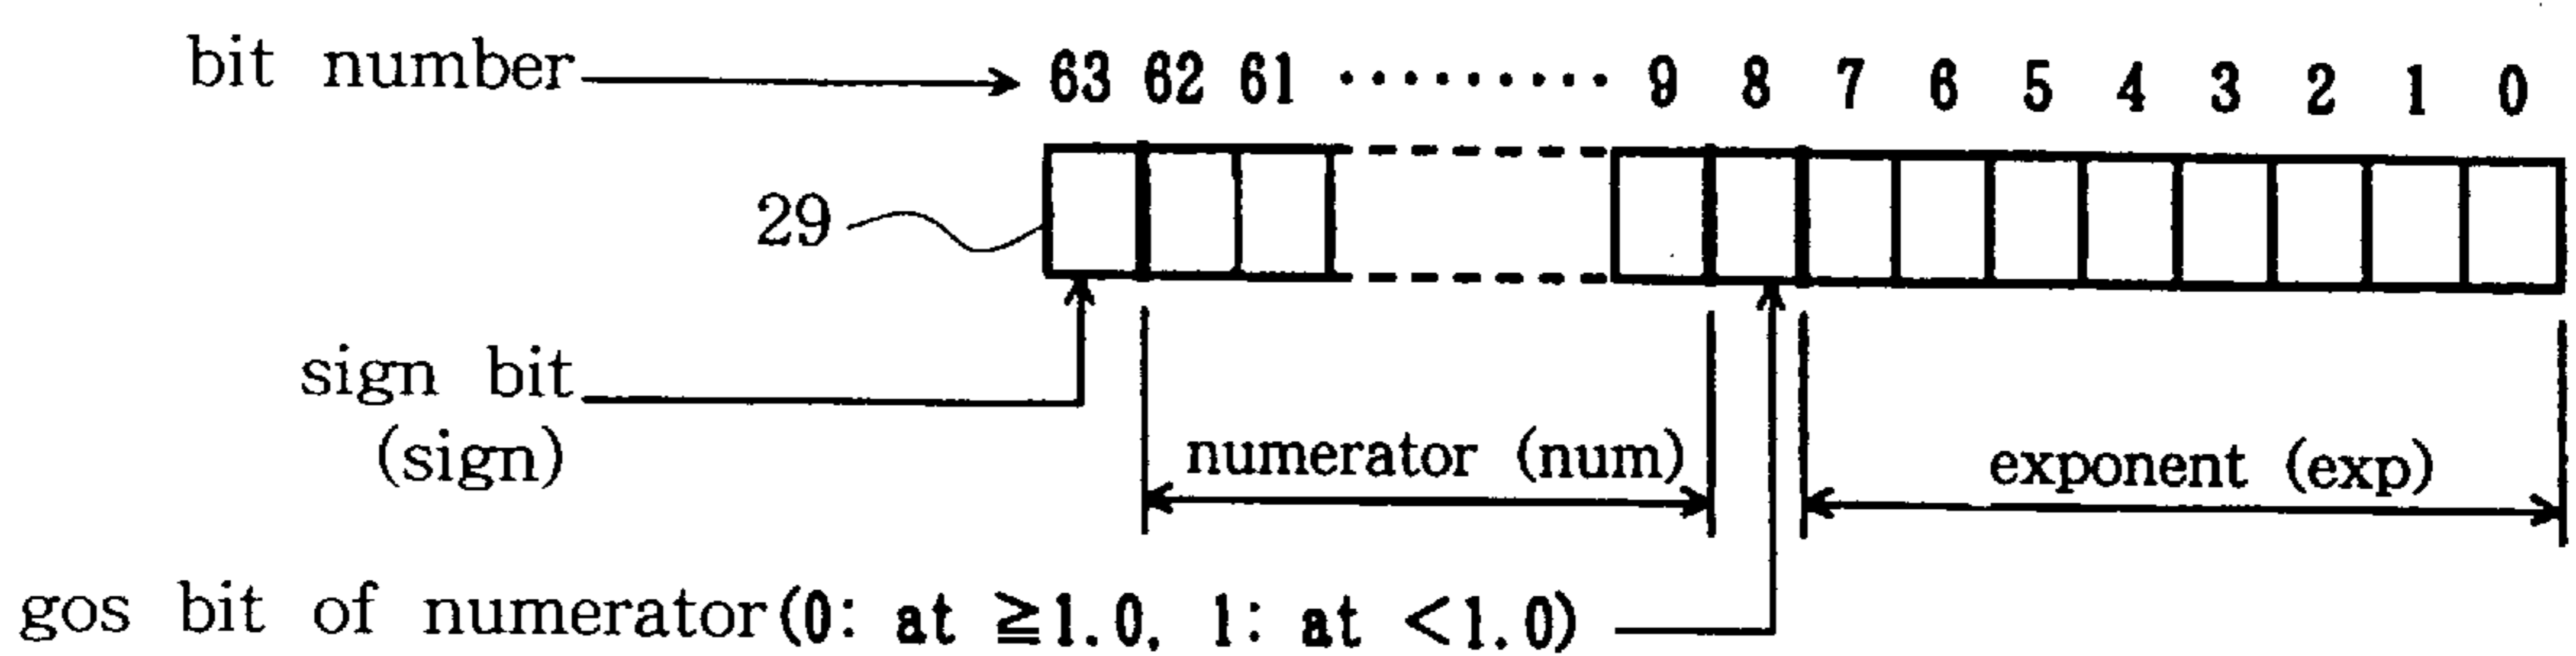 bit number 63 62 61 ········· 9 8 7 6 5 4 3 2 1 0
29
sign bit
(sign)
numerator (num) exponent (exp)
gos bit of numerator(0: at ≧1.0, 1: at <1.0)